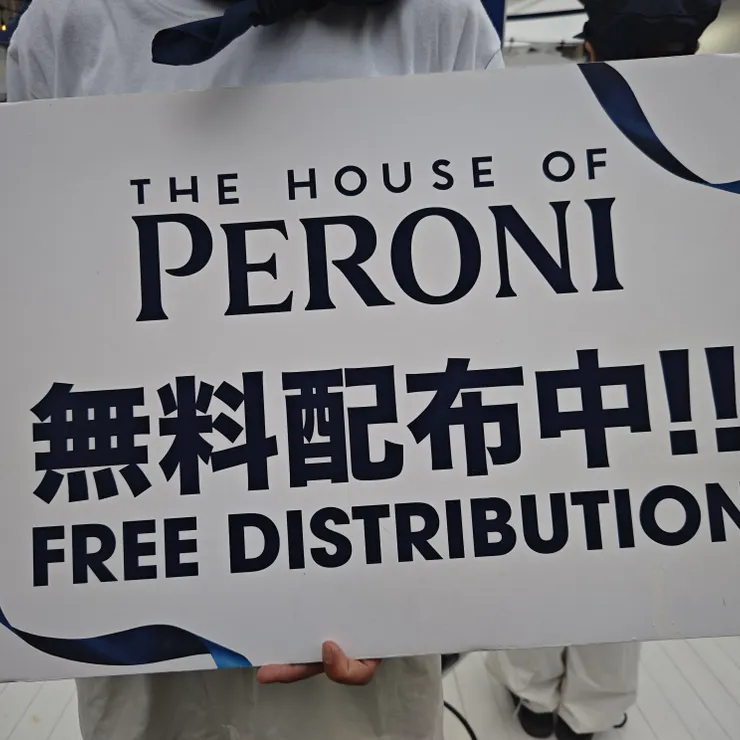 THE HOUSE OF
PERONI
無料配布中!!
FREE DISTRIBUTION